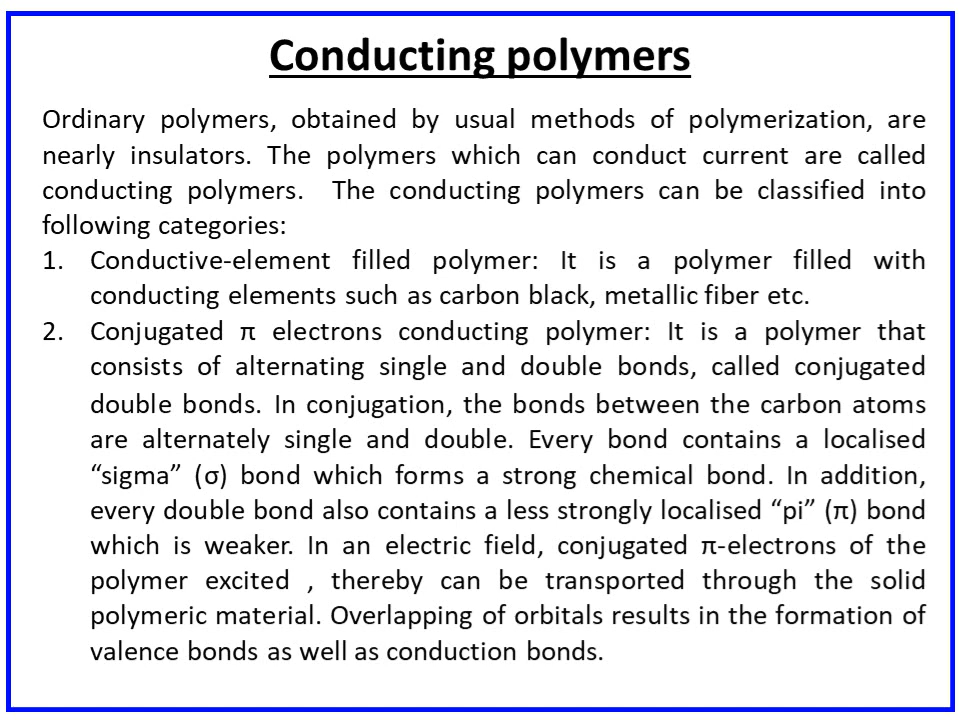 Conducting polymers
Ordinary polymers, obtained by usual methods of polymerization, are
nearly insulators. The polymers which can conduct current are called
conducting polymers. The conducting polymers can be classified into
following categories:
1. Conductive-element filled polymer: It is a polymer filled with
conducting elements such as carbon black, metallic fiber etc.
2. Conjugated π electrons conducting polymer: It is a polymer that
consists of alternating single and double bonds, called conjugated
double bonds. In conjugation, the bonds between the carbon atoms
are alternately single and double. Every bond contains a localised
“sigma” (σ) bond which forms a strong chemical bond. In addition,
every double bond also contains a less strongly localised “pi” (π) bond
which is weaker. In an electric field, conjugated π-electrons of the
polymer excited , thereby can be transported through the solid
polymeric material. Overlapping of orbitals results in the formation of
valence bonds as well as conduction bonds.